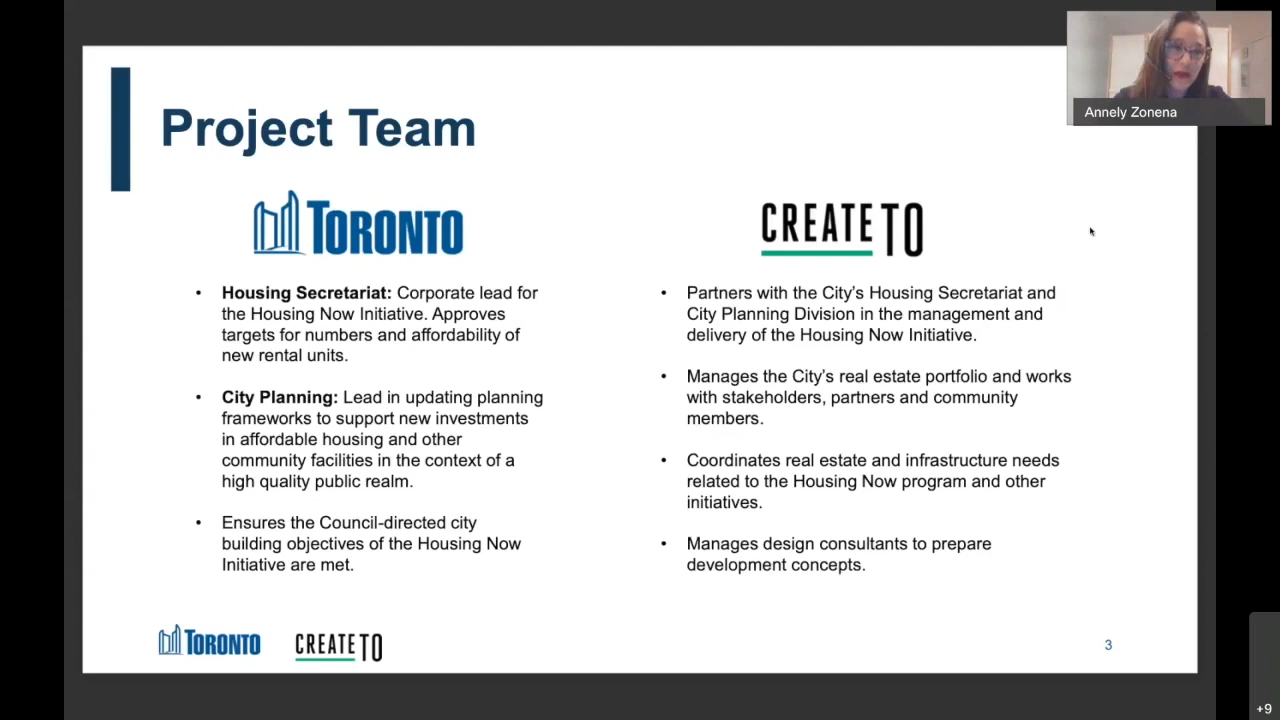 Project Team
TORONTO
• Housing Secretariat: Corporate lead for
the Housing Now Initiative. Approves
targets for numbers and affordability of
new rental units.
• City Planning: Lead in updating planning
frameworks to support new investments
in affordable housing and other
community facilities in the context of a
high quality public realm.
• Ensures the Council-directed city
building objectives of the Housing Now
Initiative are met.
CREATE TO
• Partners with the City’s Housing Secretariat and
City Planning Division in the management and
delivery of the Housing Now Initiative.
• Manages the City’s real estate portfolio and works
with stakeholders, partners and community
members.
• Coordinates real estate and infrastructure needs
related to the Housing Now program and other
initiatives.
• Manages design consultants to prepare
development concepts.
TORONTO
CREATE TO
3
Annely Zonena
+9